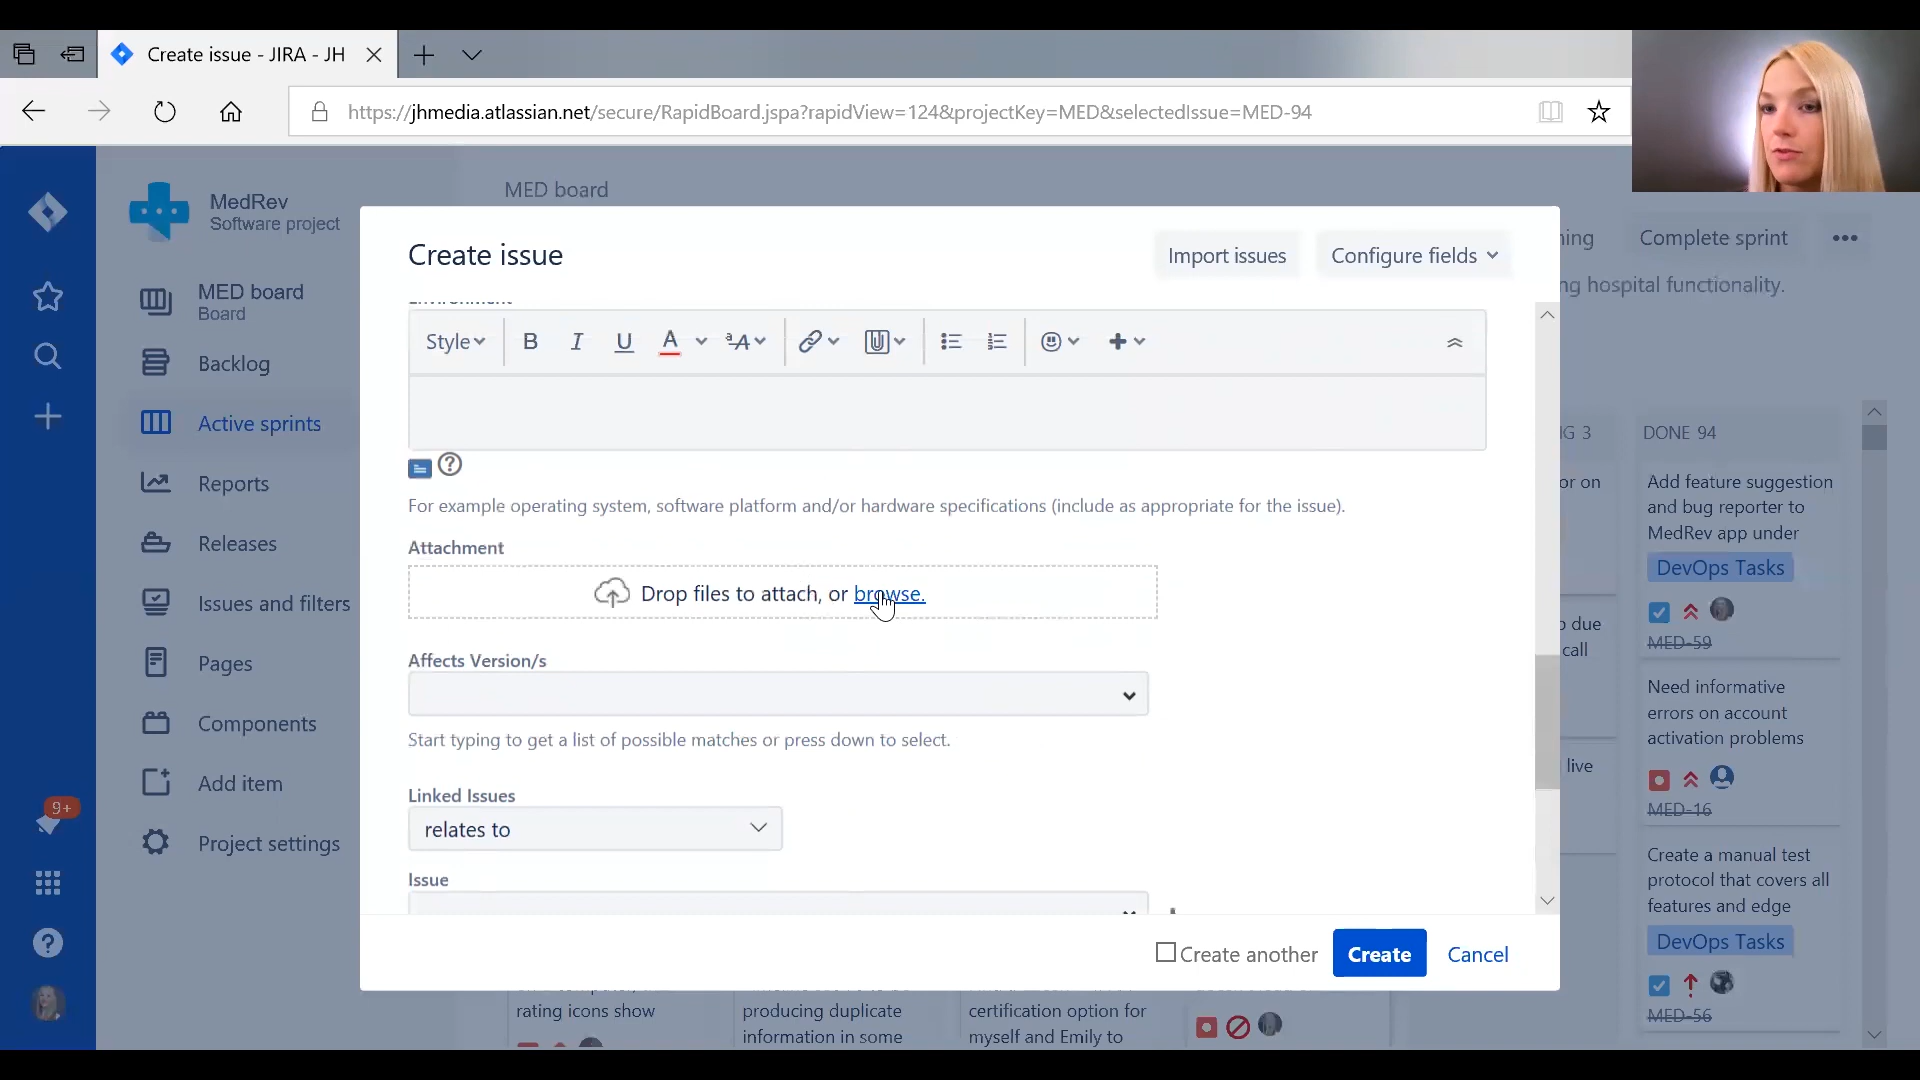 Create issue - JIRA - JH
https://jhmedia.atlassian.net/secure/RapidBoard.jspa?rapidView=124&projectKey=MED&selectedIssue=MED-94
MedRev
Software project
MED board
Board
Backlog
Active sprints
Reports
Releases
Issues and filters
Pages
Components
Add item
Project settings
9+
MED board
Complete sprint
ng hospital functionality.
Create issue
Import issues
Configure fields
Environment
Style
B I U A
For example operating system, software platform and/or hardware specifications (include as appropriate for the issue).
Attachment
Drop files to attach, or browse.
Affects Version/s
Start typing to get a list of possible matches or press down to select.
Linked Issues
relates to
Issue
Create another
Create
Cancel
rating icons show
producing duplicate
information in some
certification option for
myself and Emily to
G 3
or on
due
call
live
DONE 94
Add feature suggestion
and bug reporter to
MedRev app under
DevOps Tasks
MED-59
Need informative
errors on account
activation problems
MED-16
Create a manual test
protocol that covers all
features and edge
DevOps Tasks
MED-56